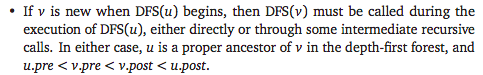 • If v is new when DFS(u) begins, then DFS(v) must be called during the
execution of DFS(u), either directly or through some intermediate recursive
calls. In either case, u is a proper ancestor of v in the depth-first forest, and
u.pre < v.pre < v.post < u.post.